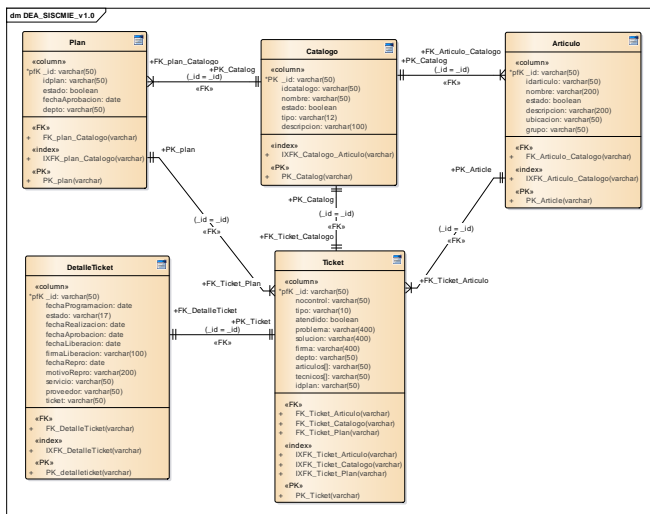 dm DEA_SISCMIE_v1.0
Plan
«column»
*pfK _id: varchar(50)
idplan: varchar(50)
estado: boolean
fechaAprobacion: date
depto: varchar(50)
«FK»
+ FK_plan_Catalogo(varchar)
«index»
+ IXFK_plan_Catalogo(varchar)
«PK»
+ PK_plan(varchar)
+FK_plan_Catalogo
+PK_Catalog
(_id = _id)
«FK»
Catalogo
«column»
*PK _id: varchar(50)
idcatalogo: varchar(50)
nombre: varchar(50)
estado: boolean
tipo: varchar(12)
descripcion: varchar(100)
«index»
+ IXFK_Catalogo_Articulo(varchar)
«PK»
+ PK_Catalog(varchar)
+FK_Articulo_Catalogo
+PK_Catalog
(_id = _id)
«FK»
Articulo
«column»
*pfK _id: varchar(50)
idarticulo: varchar(50)
nombre: varchar(200)
estado: boolean
descripcion: varchar(200)
ubicacion: varchar(50)
grupo: varchar(50)
«FK»
+ FK_Articulo_Catalogo(varchar)
«index»
+ IXFK_Articulo_Catalogo(varchar)
«PK»
+ PK_Article(varchar)
+PK_plan
(_id = _id)
«FK»
+FK_Ticket_Plan
+PK_Catalog
(_id = _id)
«FK»
+FK_Ticket_Catalogo
+PK_Article
(_id = _id)
«FK»
+FK_Ticket_Articulo
DetalleTicket
«column»
*pfK _id: varchar(50)
fechaProgramacion: date
estado: varchar(17)
fechaRealizacion: date
fechaAprobacion: date
fechaLiberacion: date
firmaLiberacion: varchar(100)
fechaRepro: date
motivoRepro: varchar(200)
servicio: varchar(50)
proveedor: varchar(50)
ticket: varchar(50)
«FK»
+ FK_DetalleTicket(varchar)
«index»
+ IXFK_DetalleTicket(varchar)
«PK»
+ PK_detalleticket(varchar)
+FK_DetalleTicket
+PK_Ticket
(_id = _id)
«FK»
Ticket
«column»
*pfK _id: varchar(50)
nocontrol: varchar(50)
tipo: varchar(10)
atendido: boolean
problema: varchar(400)
solucion: varchar(400)
firma: varchar(400)
depto: varchar(50)
articulos[]: varchar(50)
tecnicos[]: varchar(50)
idplan: varchar(50)
«FK»
+ FK_Ticket_Articulo(varchar)
+ FK_Ticket_Catalogo(varchar)
+ FK_Ticket_Plan(varchar)
«index»
+ IXFK_Ticket_Articulo(varchar)
+ IXFK_Ticket_Catalogo(varchar)
+ IXFK_Ticket_Plan(varchar)
«PK»
+ PK_Ticket(varchar)